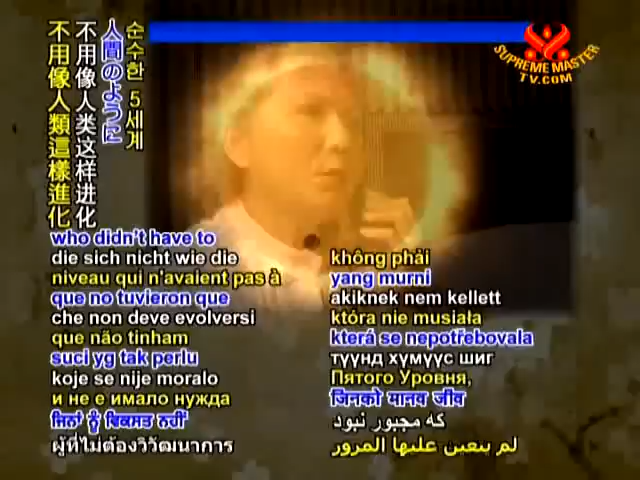 순수한 5세계
人間のように
不用像人类这样进化
不用像人類這樣進化
SUPREME MASTER
TV.COM
who didn't have to
die sich nicht wie die
niveau qui n'avaient pas à
que no tuvieron que
che non deve evolversi
que não tinham
suci yg tak perlu
koje se nije moralo
и не е имало нужда
ਜਿਨਾਂ ਨੂੰ ਵਿਕਸਤ ਨਹੀਂ
ผู้ที่ไม่ต้องวิวัฒนาการ
không phải
yang murni
akiknek nem kellett
która nie musiała
která se nepotřebovala
түүнд хүмүүс шиг
Пятого Уровня,
जिनको मानव जीव
که مجبور نبود
لم يتعين عليها المرور